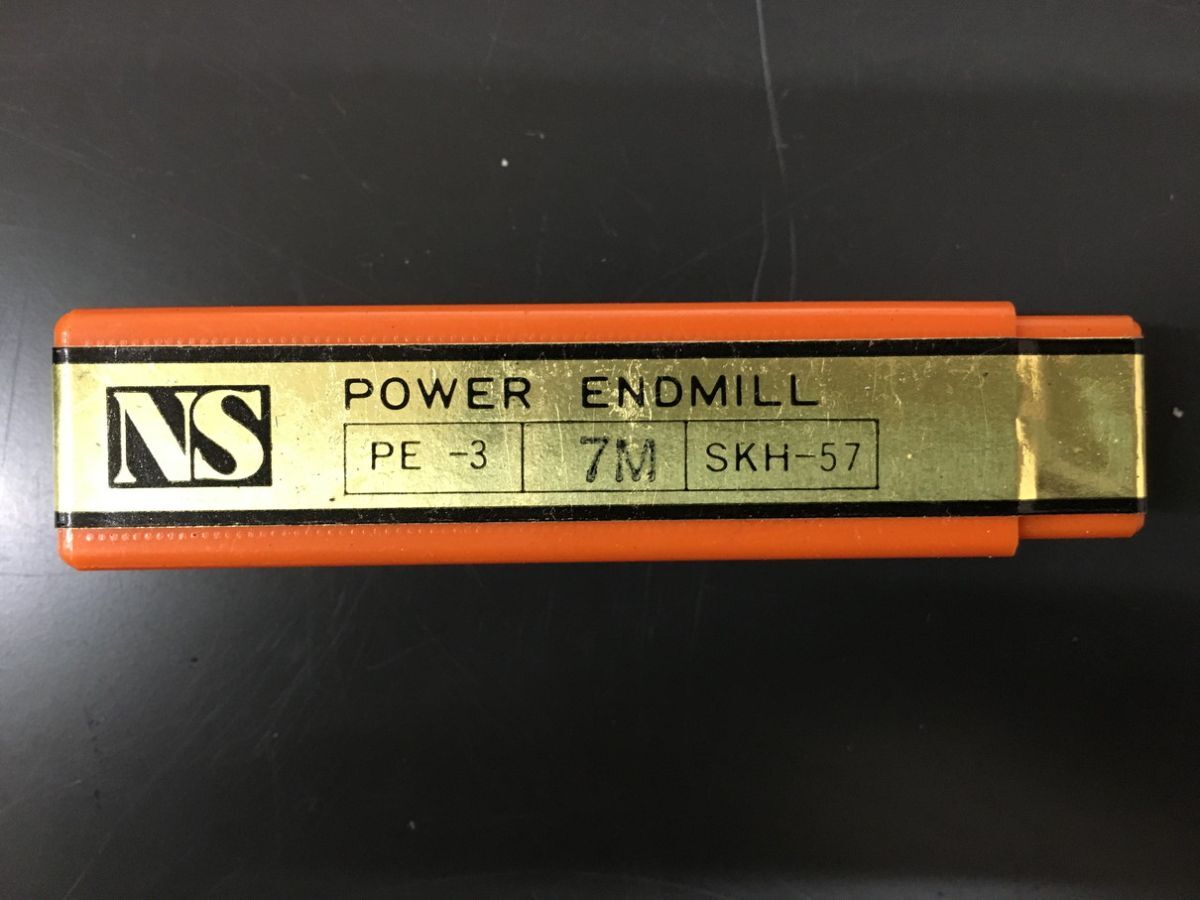 NS
POWER ENDMILL
PE -3 7M SKH-57